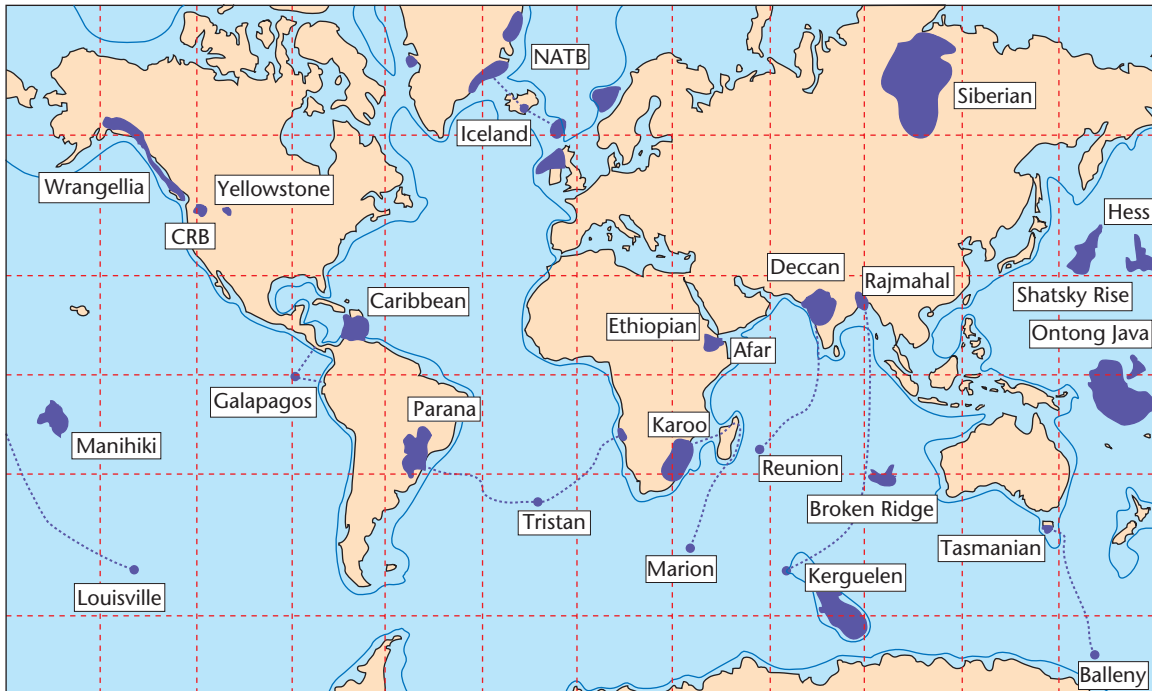 NATB
Siberian
Iceland
Wrangellia
Yellowstone
CRB
Hess
Deccan
Rajmahal
Shatsky Rise
Caribbean
Ethiopian
Afar
Ontong Java
Galapagos
Parana
Karoo
Manihiki
Reunion
Broken Ridge
Tristan
Tasmanian
Marion
Kerguelen
Louisville
Balleny